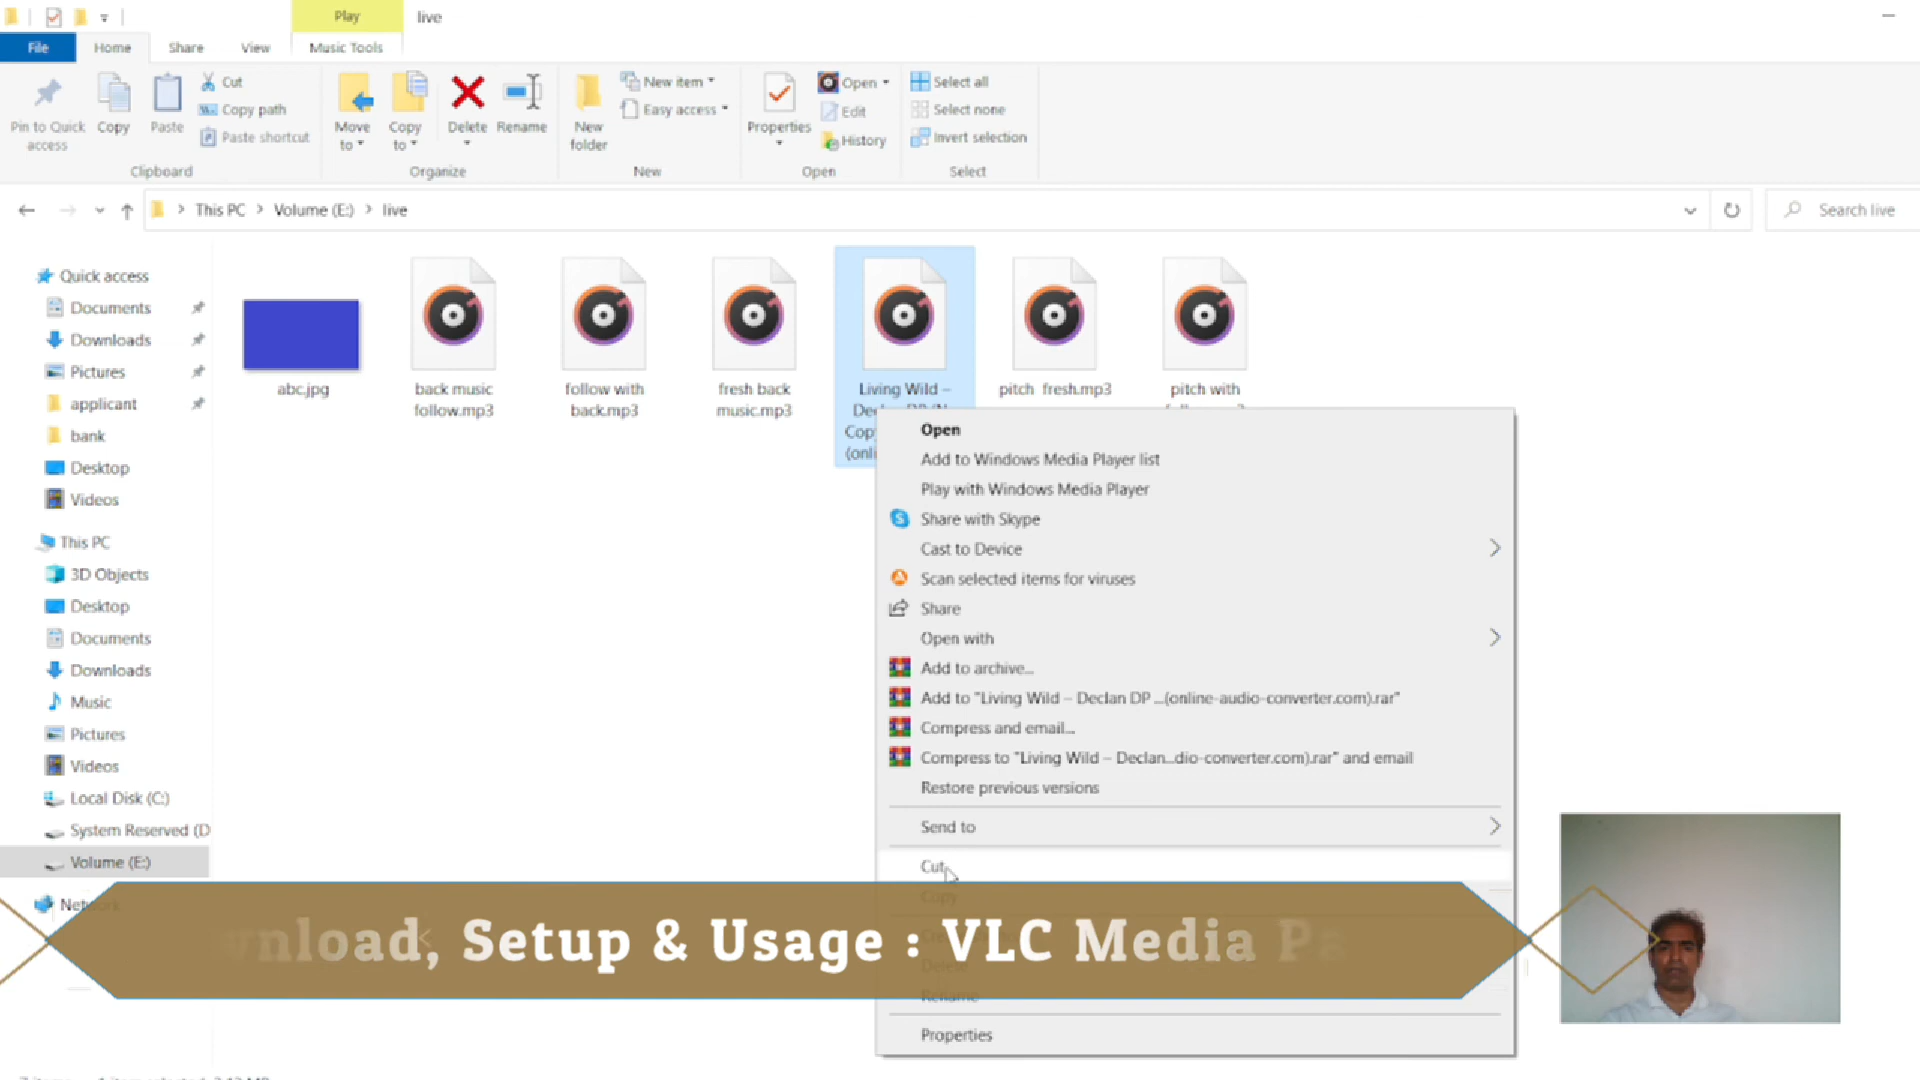 Play
live
File
Home
Share
View
Music Tools
Pin to Quick access
Copy
Paste
Cut
Copy path
Paste shortcut
Move to
Copy to
Delete
Rename
New folder
New item
Easy access
Properties
Open
Edit
History
Select all
Select none
Invert selection
Clipboard
Organize
New
Open
Select
This PC > Volume (E:) > live
Search live
Quick access
Documents
Downloads
Pictures
applicant
bank
Desktop
Videos
This PC
3D Objects
Desktop
Documents
Downloads
Music
Pictures
Videos
Local Disk (C:)
System Reserved (D
Volume (E:)
abc.jpg
back music
follow.mp3
follow with
back.mp3
fresh back
music.mp3
Living Wild –
pitch fresh.mp3
pitch with
Open
Add to Windows Media Player list
Play with Windows Media Player
Share with Skype
Cast to Device
Scan selected items for viruses
Share
Open with
Add to archive...
Add to "Living Wild – Declan DP ...(online-audio-converter.com).rar"
Compress and email...
Compress to "Living Wild – Declan...dio-converter.com).rar" and email
Restore previous versions
Send to
Cut
Copy
Delete
Rename
Properties
wnload, Setup & Usage : VLC Media Pa